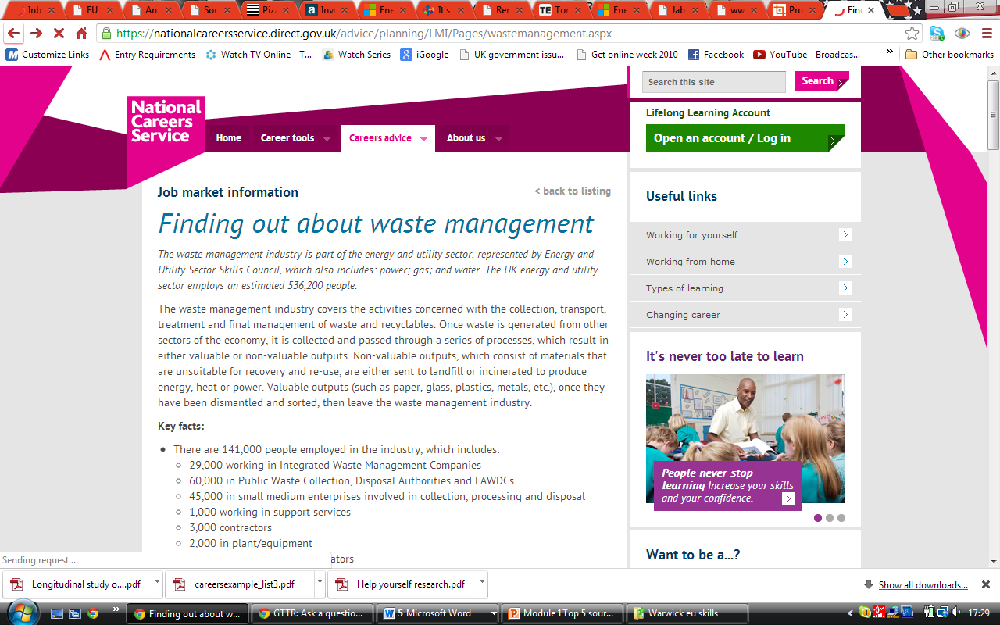 Inb
EU
An
Sou
Pizz
Inve
Ene
It's
Rer
Tor
Ene
Jab
ww
Pro
Fin
https://nationalcareersservice.direct.gov.uk/advice/planning/LMI/Pages/wastemanagement.aspx
Customize Links
Entry Requirements
Watch TV Online - T...
Watch Series
iGoogle
UK government issu...
Get online week 2010
Facebook
YouTube - Broadcas...
»
Other bookmarks
National
Careers
Service
Home
Career tools
Careers advice
About us
Search this site
Search
Lifelong Learning Account
Open an account / Log in
Job market information
< back to listing
Finding out about waste management
The waste management industry is part of the energy and utility sector, represented by Energy and
Utility Sector Skills Council, which also includes: power; gas; and water. The UK energy and utility
sector employs an estimated 536,200 people.
The waste management industry covers the activities concerned with the collection, transport,
treatment and final management of waste and recyclables. Once waste is generated from other
sectors of the economy, it is collected and passed through a series of processes, which result in
either valuable or non-valuable outputs. Non-valuable outputs, which consist of materials that
are unsuitable for recovery and re-use, are either sent to landfill or incinerated to produce
energy, heat or power. Valuable outputs (such as paper, glass, plastics, metals, etc.), once they
have been dismantled and sorted, then leave the waste management industry.
Key facts:
There are 141,000 people employed in the industry, which includes:
29,000 working in Integrated Waste Management Companies
60,000 in Public Waste Collection, Disposal Authorities and LAWDCs
45,000 in small medium enterprises involved in collection, processing and disposal
1,000 working in support services
3,000 contractors
2,000 in plant/equipment
ators
Useful links
Working for yourself
Working from home
Types of learning
Changing career
It's never too late to learn
People never stop
learning Increase your skills
and your confidence.
Want to be a...?
Sending request...
Longitudinal study o....pdf
careersexample_list3.pdf
Help yourself research.pdf
Show all downloads...
»
Finding out about w...
GTTR: Ask a questio...
5 Microsoft Word
Module 1Top 5 sour...
Warwick eu skills
17:29